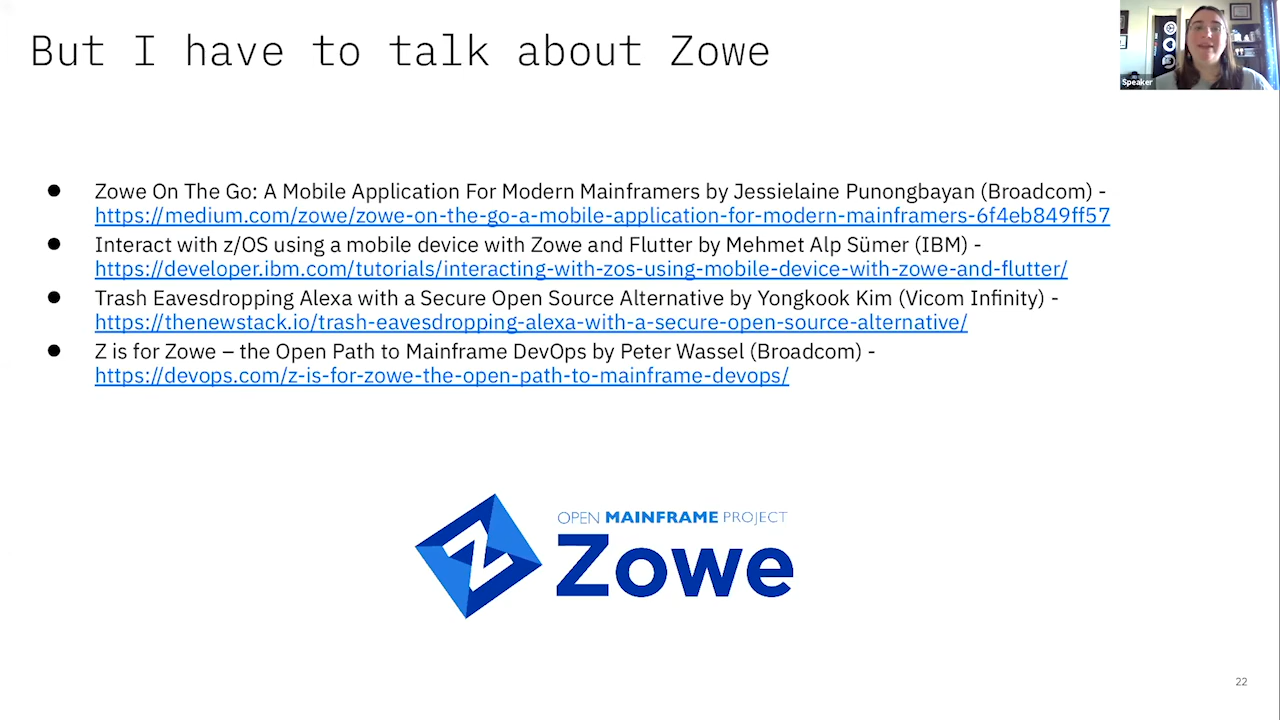 But I have to talk about Zowe
Speaker
● Zowe On The Go: A Mobile Application For Modern Mainframers by Jessielaine Punongbayan (Broadcom) -
https://medium.com/zowe/zowe-on-the-go-a-mobile-application-for-modern-mainframers-6f4eb849ff57
● Interact with z/OS using a mobile device with Zowe and Flutter by Mehmet Alp Sümer (IBM) -
https://developer.ibm.com/tutorials/interacting-with-zos-using-mobile-device-with-zowe-and-flutter/
● Trash Eavesdropping Alexa with a Secure Open Source Alternative by Yongkook Kim (Vicom Infinity) -
https://thenewstack.io/trash-eavesdropping-alexa-with-a-secure-open-source-alternative/
● Z is for Zowe – the Open Path to Mainframe DevOps by Peter Wassel (Broadcom) -
https://devops.com/z-is-for-zowe-the-open-path-to-mainframe-devops/
Z
OPEN MAINFRAME PROJECT
Zowe
22